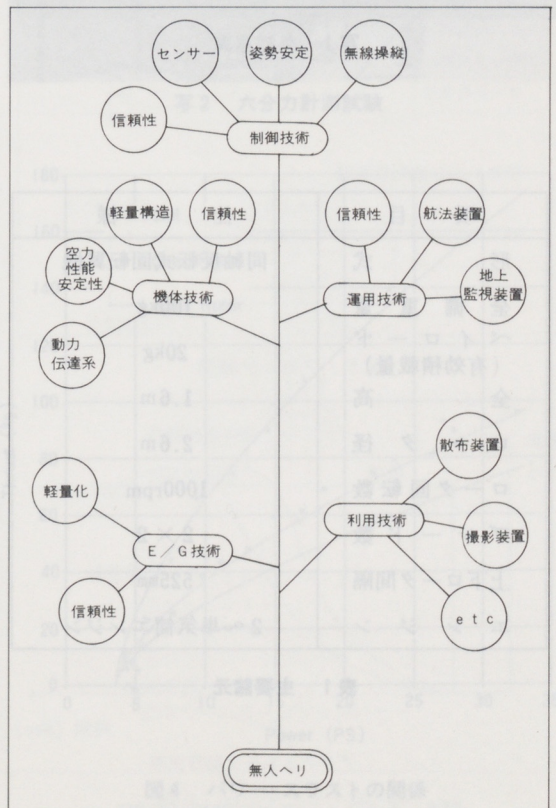 センサー
姿勢安定
無線操縦
信頼性
制御技術
軽量構造
信頼性
信頼性
航法装置
空力
性能
安定性
機体技術
運用技術
地上
監視装置
動力
伝達系
散布装置
軽量化
利用技術
E/G技術
撮影装置
信頼性
etc
無人ヘリ